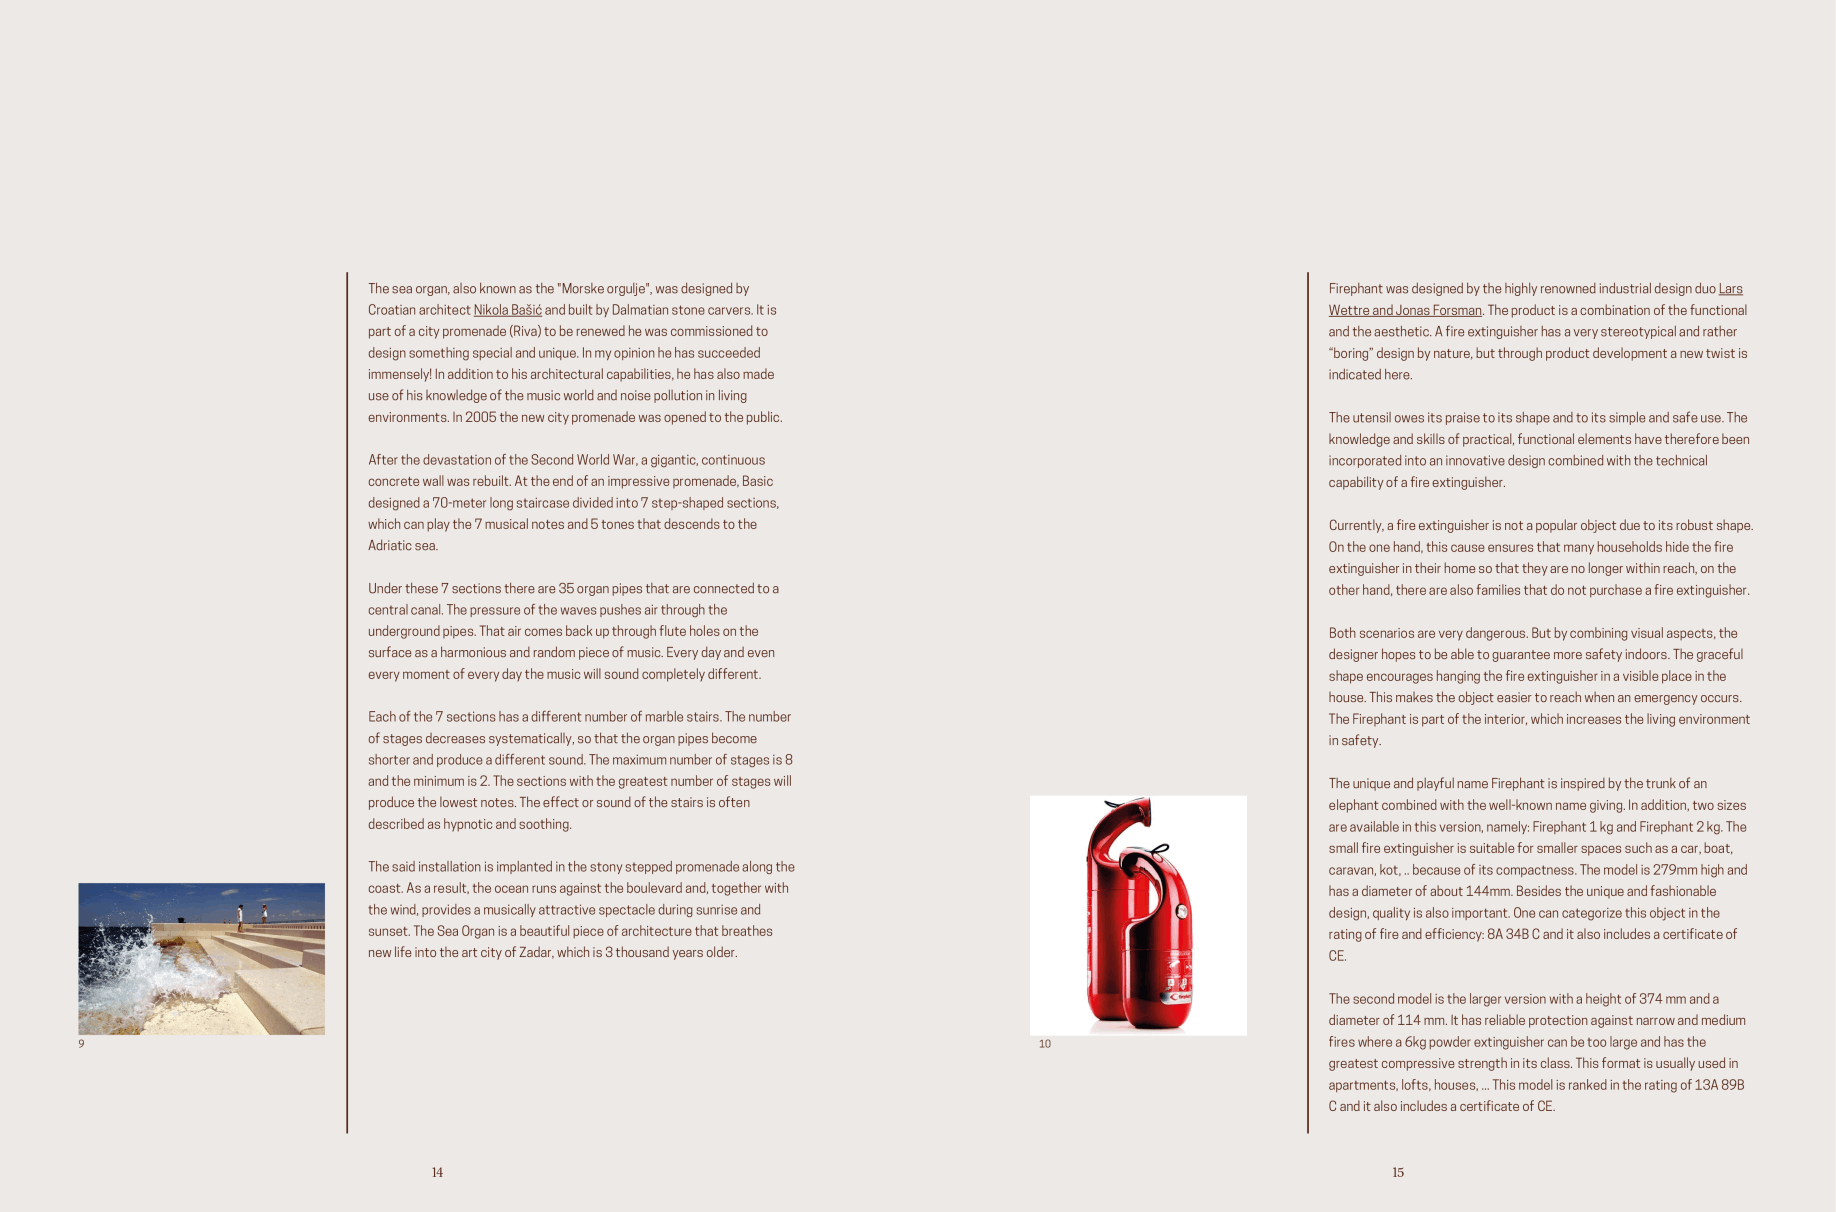 The sea organ, also known as the "Morske orgulje", was designed by
Croatian architect Nikola Bašić and built by Dalmatian stone carvers. It is
part of a city promenade (Riva) to be renewed he was commissioned to
design something special and unique. In my opinion he has succeeded
immensely! In addition to his architectural capabilities, he has also made
use of his knowledge of the music world and noise pollution in living
environments. In 2005 the new city promenade was opened to the public.
After the devastation of the Second World War, a gigantic, continuous
concrete wall was rebuilt. At the end of an impressive promenade, Basic
designed a 70-meter long staircase divided into 7 step-shaped sections,
which can play the 7 musical notes and 5 tones that descends to the
Adriatic sea.
Under these 7 sections there are 35 organ pipes that are connected to a
central canal. The pressure of the waves pushes air through the
underground pipes. That air comes back up through flute holes on the
surface as a harmonious and random piece of music. Every day and even
every moment of every day the music will sound completely different.
Each of the 7 sections has a different number of marble stairs. The number
of stages decreases systematically, so that the organ pipes become
shorter and produce a different sound. The maximum number of stages is 8
and the minimum is 2. The sections with the greatest number of stages will
produce the lowest notes. The effect or sound of the stairs is often
described as hypnotic and soothing.
The said installation is implanted in the stony stepped promenade along the
coast. As a result, the ocean runs against the boulevard and, together with
the wind, provides a musically attractive spectacle during sunrise and
sunset. The Sea Organ is a beautiful piece of architecture that breathes
new life into the art city of Zadar, which is 3 thousand years older.
9
14
Firephant was designed by the highly renowned industrial design duo Lars
Wettre and Jonas Forsman. The product is a combination of the functional
and the aesthetic. A fire extinguisher has a very stereotypical and rather
“boring” design by nature, but through product development a new twist is
indicated here.
The utensil owes its praise to its shape and to its simple and safe use. The
knowledge and skills of practical, functional elements have therefore been
incorporated into an innovative design combined with the technical
capability of a fire extinguisher.
Currently, a fire extinguisher is not a popular object due to its robust shape.
On the one hand, this cause ensures that many households hide the fire
extinguisher in their home so that they are no longer within reach, on the
other hand, there are also families that do not purchase a fire extinguisher.
Both scenarios are very dangerous. But by combining visual aspects, the
designer hopes to be able to guarantee more safety indoors. The graceful
shape encourages hanging the fire extinguisher in a visible place in the
house. This makes the object easier to reach when an emergency occurs.
The Firephant is part of the interior, which increases the living environment
in safety.
The unique and playful name Firephant is inspired by the trunk of an
elephant combined with the well-known name giving. In addition, two sizes
are available in this version, namely: Firephant 1 kg and Firephant 2 kg. The
small fire extinguisher is suitable for smaller spaces such as a car, boat,
caravan, kot, .. because of its compactness. The model is 279mm high and
has a diameter of about 144mm. Besides the unique and fashionable
design, quality is also important. One can categorize this object in the
rating of fire and efficiency: 8A 34B C and it also includes a certificate of
CE.
The second model is the larger version with a height of 374 mm and a
diameter of 114 mm. It has reliable protection against narrow and medium
fires where a 6kg powder extinguisher can be too large and has the
greatest compressive strength in its class. This format is usually used in
apartments, lofts, houses, ... This model is ranked in the rating of 13A 89B
C and it also includes a certificate of CE.
10
15